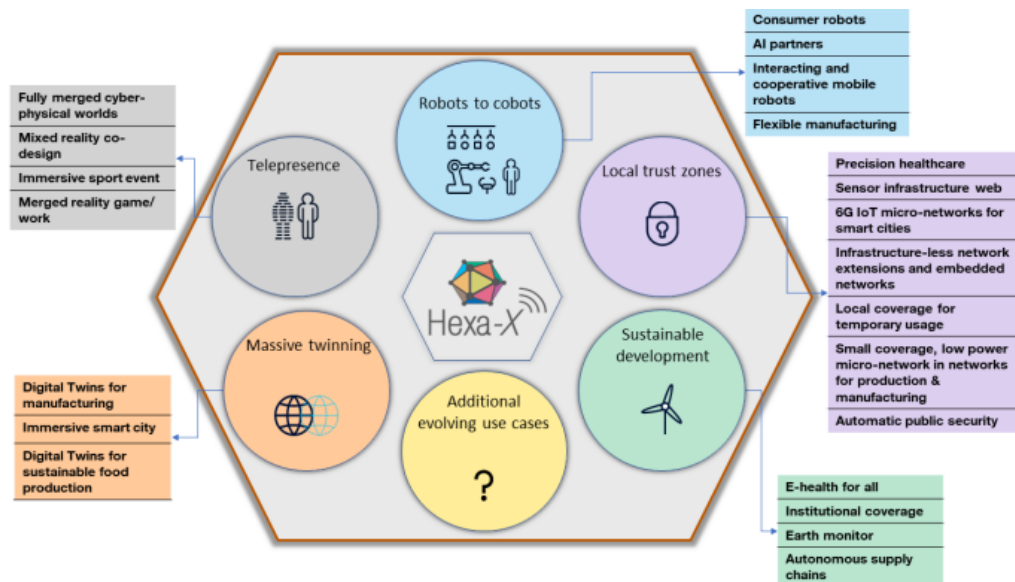 Consumer robots
AI partners
Interacting and
cooperative mobile
robots
Flexible manufacturing
Robots to cobots
Fully merged cyber-
physical worlds
Mixed reality co-
design
Immersive sport event
Merged reality game/
work
Telepresence
Local trust zones
Precision healthcare
Sensor infrastructure web
6G IoT micro-networks for
smart cities
Infrastructure-less network
extensions and embedded
networks
Local coverage for
temporary usage
Small coverage, low power
micro-network in networks
for production &
manufacturing
Automatic public security
Hexa-X
Massive twinning
Digital Twins for
manufacturing
Immersive smart city
Digital Twins for
sustainable food
production
Additional
evolving use cases
?
Sustainable
development
E-health for all
Institutional coverage
Earth monitor
Autonomous supply
chains